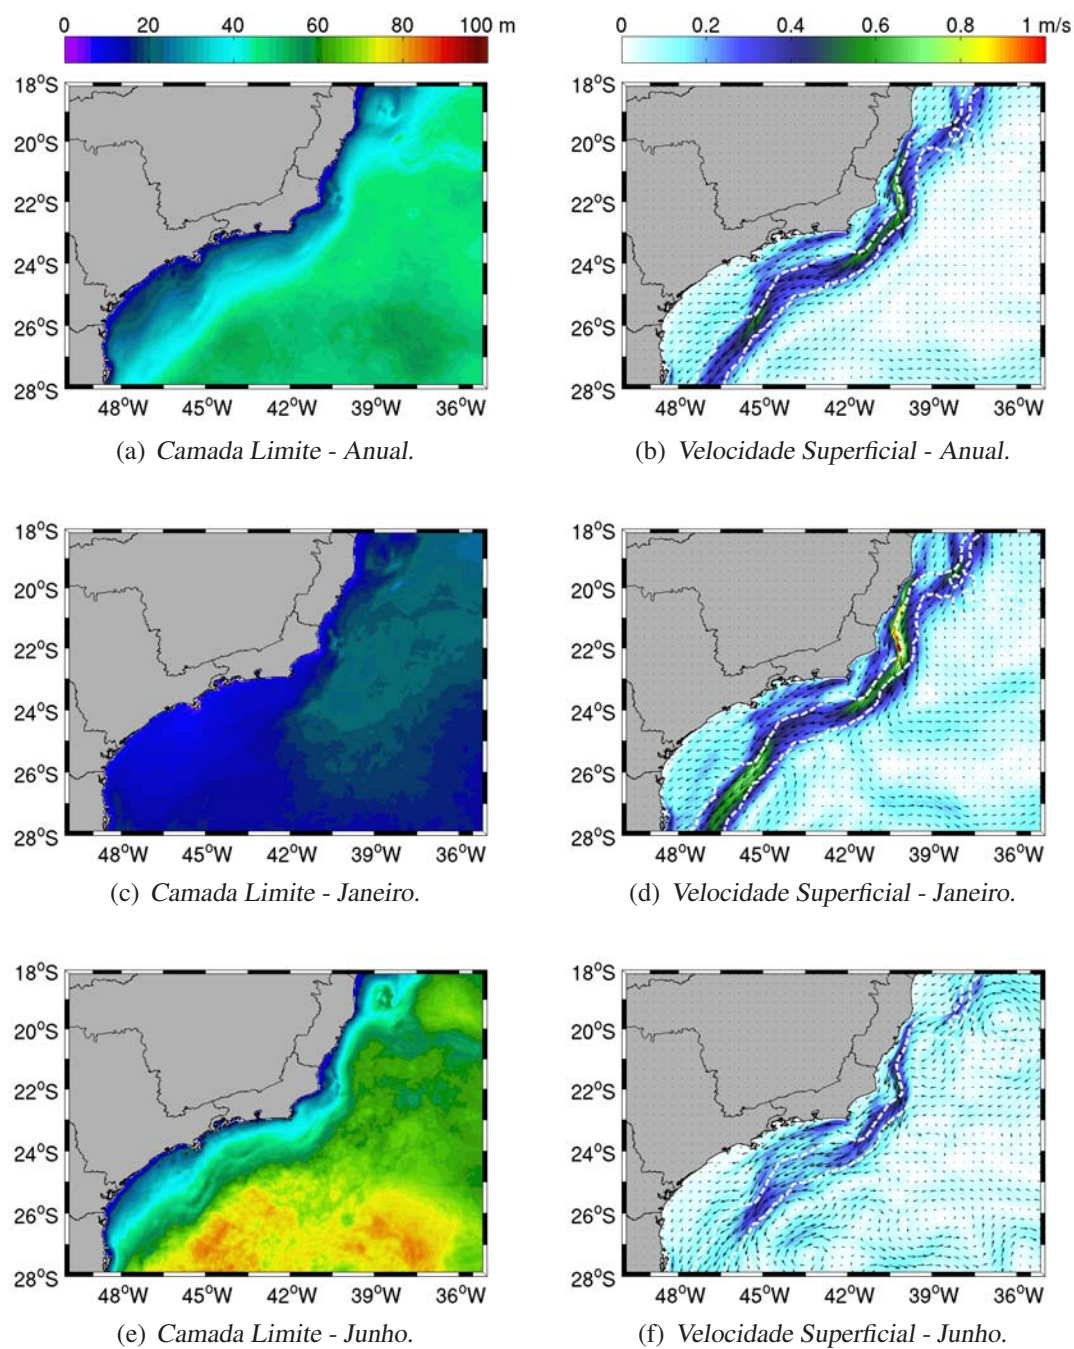 0 20 40 60 80 100 m
0 0.2 0.4 0.6 0.8 1 m/s
18°S
20°S
22°S
24°S
26°S
28°S
48°W 45°W 42°W 39°W 36°W
18°S
20°S
22°S
24°S
26°S
28°S
48°W 45°W 42°W 39°W 36°W
(a) Camada Limite - Anual.
(b) Velocidade Superficial - Anual.
18°S
20°S
22°S
24°S
26°S
28°S
48°W 45°W 42°W 39°W 36°W
18°S
20°S
22°S
24°S
26°S
28°S
48°W 45°W 42°W 39°W 36°W
(c) Camada Limite - Janeiro.
(d) Velocidade Superficial - Janeiro.
18°S
20°S
22°S
24°S
26°S
28°S
48°W 45°W 42°W 39°W 36°W
18°S
20°S
22°S
24°S
26°S
28°S
48°W 45°W 42°W 39°W 36°W
(e) Camada Limite - Junho.
(f) Velocidade Superficial - Junho.